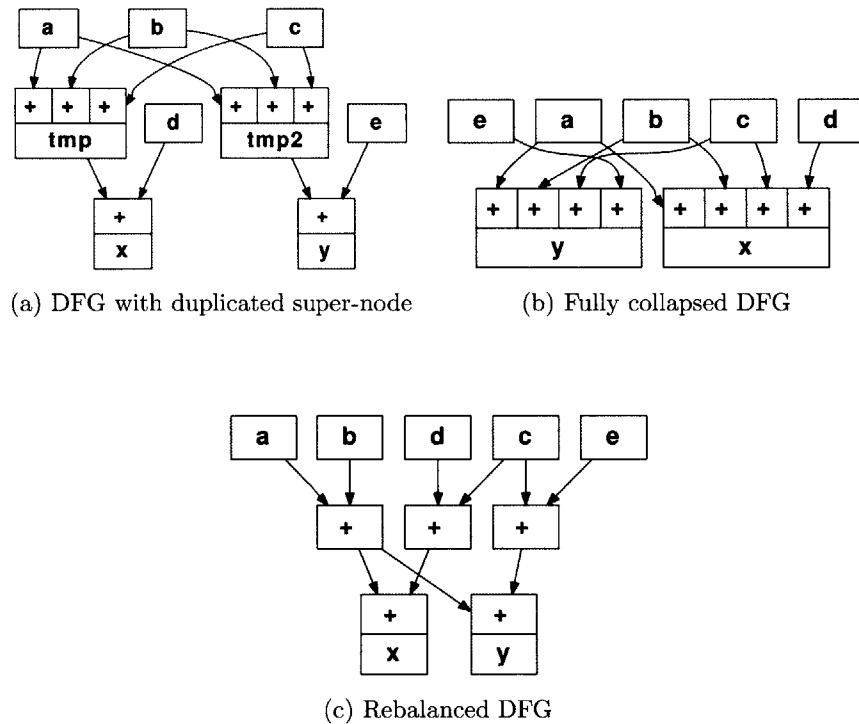 a b c
+ + + d + + + e
tmp tmp2
+ +
x y
(a) DFG with duplicated super-node
e a b c d
+ + + + + + + +
y x
(b) Fully collapsed DFG
a b d c e
+ + +
+ +
x y
(c) Rebalanced DFG